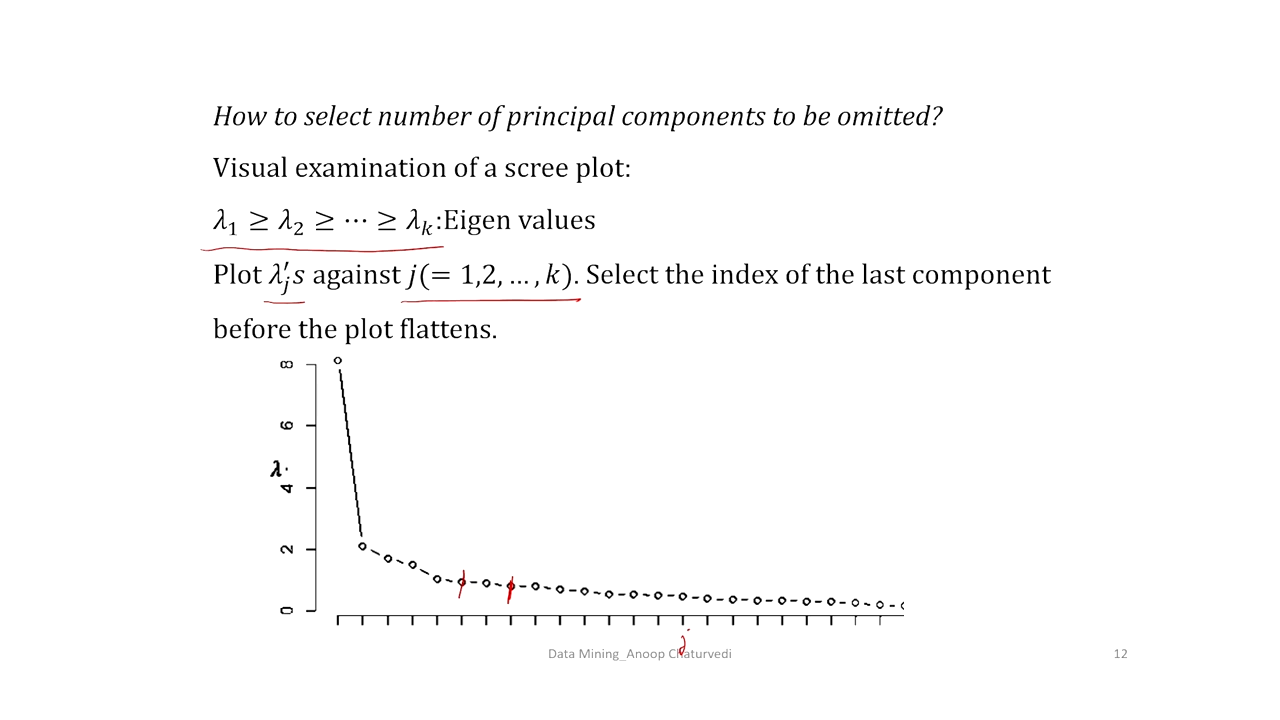 How to select number of principal components to be omitted?
Visual examination of a scree plot:
λ₁ ≥ λ₂ ≥ ⋯ ≥ λₖ:Eigen values
Plot λ′ⱼs against j(= 1,2, … , k). Select the index of the last component
before the plot flattens.
8
6
λ
4
2
0
j
Data Mining_Anoop Chaturvedi
12